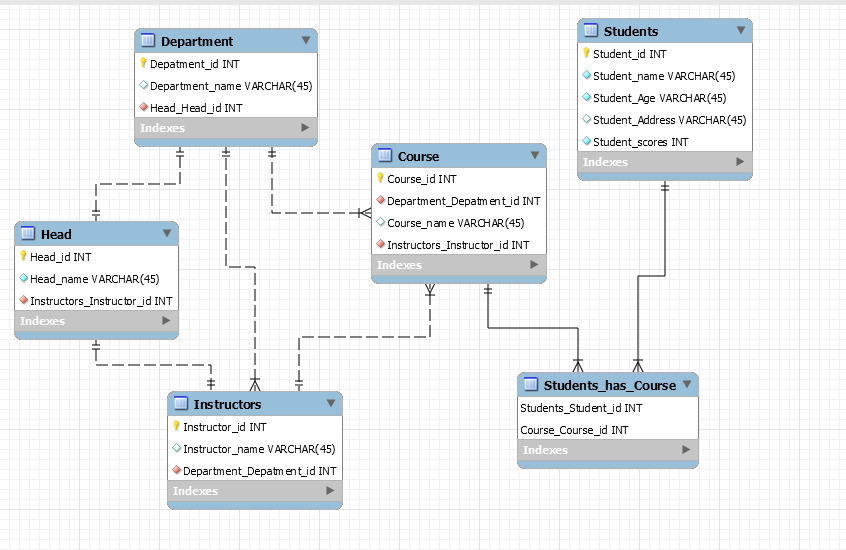 Department
Depatment_id INT
Department_name VARCHAR(45)
Head_Head_id INT
Indexes
Students
Student_id INT
Student_name VARCHAR(45)
Student_Age VARCHAR(45)
Student_Address VARCHAR(45)
Student_scores INT
Indexes
Course
Course_id INT
Department_Depatment_id INT
Course_name VARCHAR(45)
Instructors_Instructor_id INT
Indexes
Head
Head_id INT
Head_name VARCHAR(45)
Instructors_Instructor_id INT
Indexes
Instructors
Instructor_id INT
Instructor_name VARCHAR(45)
Department_Depatment_id INT
Indexes
Students_has_Course
Students_Student_id INT
Course_Course_id INT
Indexes